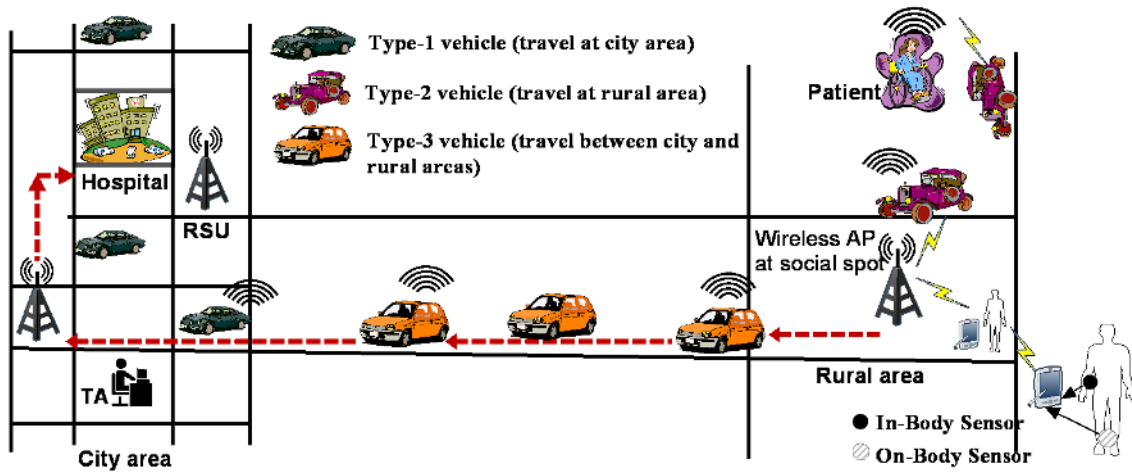 Type-1 vehicle (travel at city area)
Type-2 vehicle (travel at rural area)
Type-3 vehicle (travel between city and
rural areas)
Patient
Hospital
RSU
Wireless AP
at social spot
TA
Rural area
In-Body Sensor
On-Body Sensor
City area